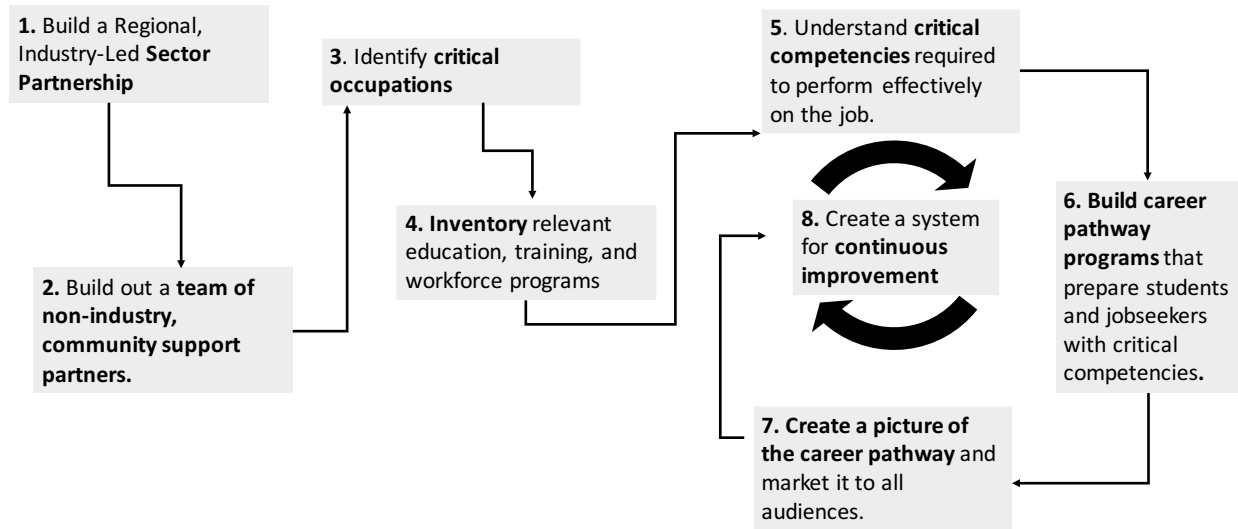 1. Build a Regional,
Industry-Led Sector
Partnership
2. Build out a team of
non-industry,
community support
partners.
3. Identify critical
occupations
4. Inventory relevant
education, training, and
workforce programs
5. Understand critical
competencies required
to perform effectively
on the job.
6. Build career
pathway
programs that
prepare students
and jobseekers
with critical
competencies.
7. Create a picture of
the career pathway and
market it to all
audiences.
8. Create a system
for continuous
improvement